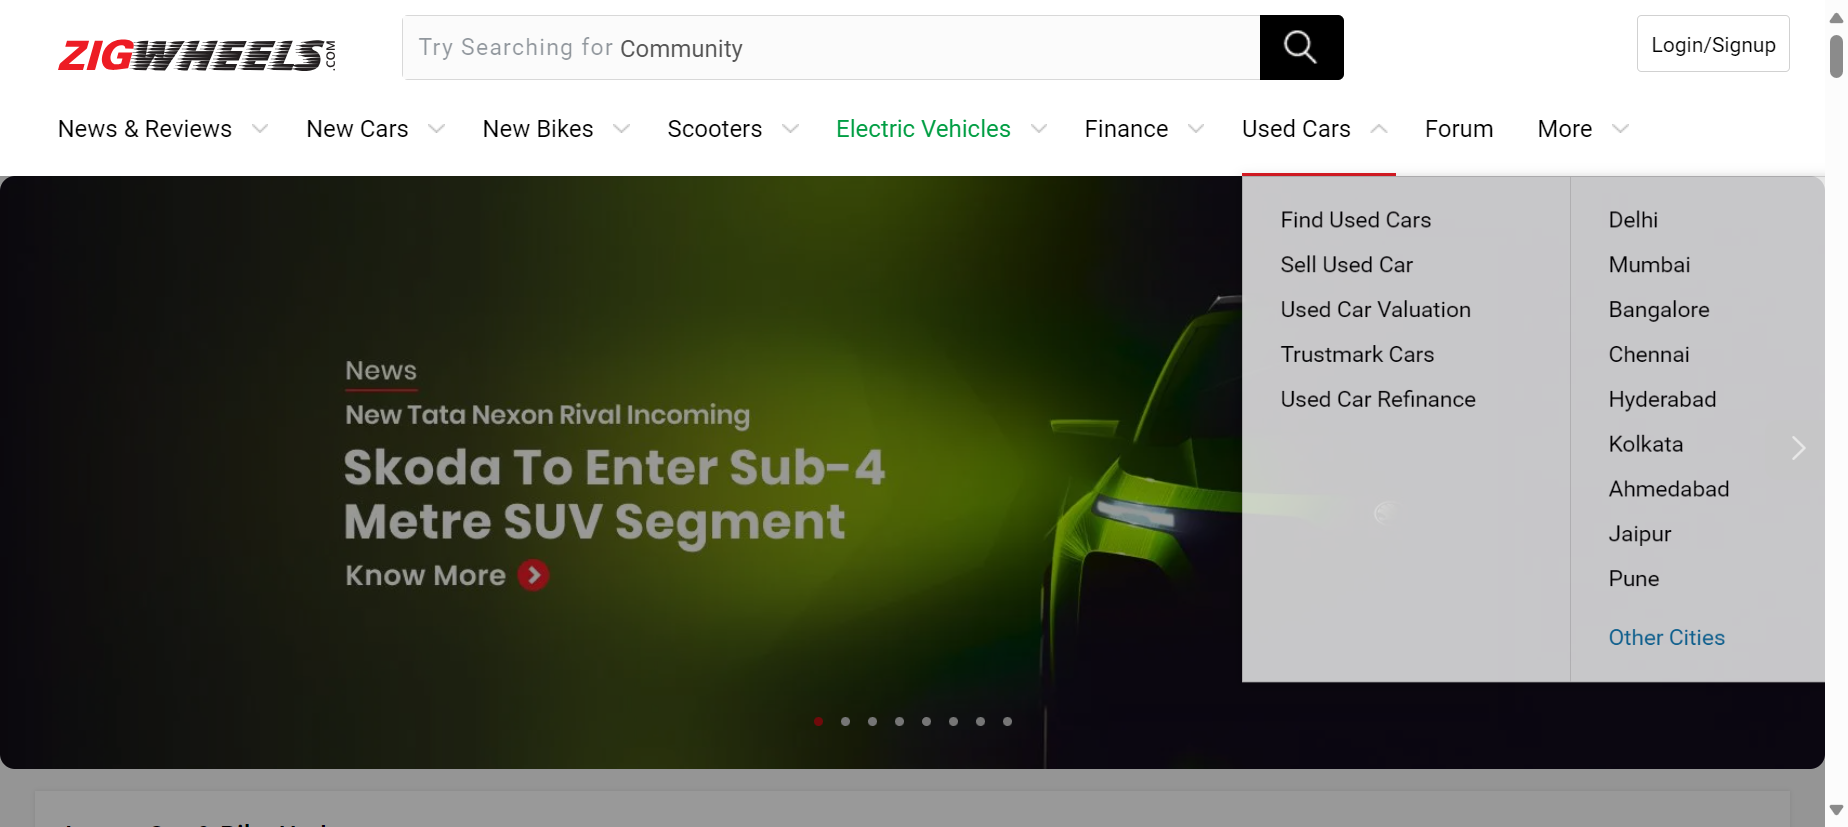 ZIGWHEELS.COM
Try Searching for Community
Login/Signup
News & Reviews
New Cars
New Bikes
Scooters
Electric Vehicles
Finance
Used Cars
Forum
More
Find Used Cars
Sell Used Car
Used Car Valuation
Trustmark Cars
Used Car Refinance
Delhi
Mumbai
Bangalore
Chennai
Hyderabad
Kolkata
Ahmedabad
Jaipur
Pune
Other Cities
News
New Tata Nexon Rival Incoming
Skoda To Enter Sub-4
Metre SUV Segment
Know More